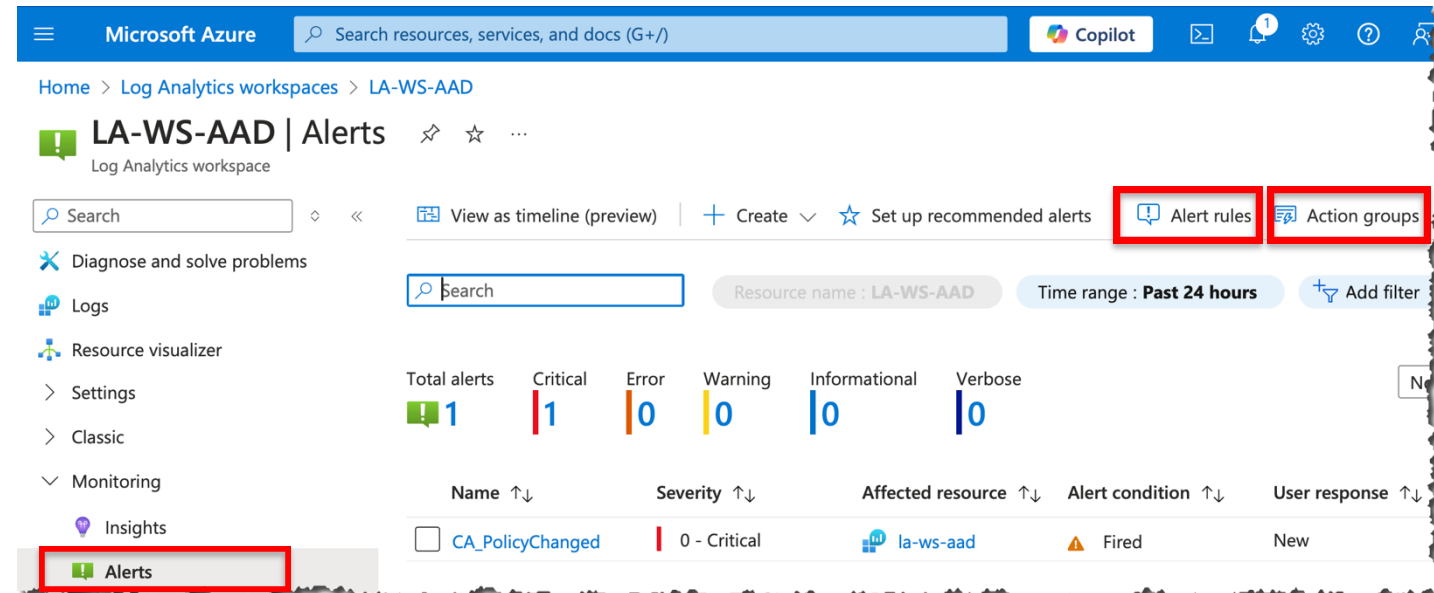 Microsoft Azure
Search resources, services, and docs (G+/)
Copilot
1
Home > Log Analytics workspaces > LA-WS-AAD
LA-WS-AAD | Alerts
Log Analytics workspace
Search
View as timeline (preview)
Create
Set up recommended alerts
Alert rules
Action groups
Diagnose and solve problems
Logs
Resource visualizer
Settings
Classic
Monitoring
Insights
Alerts
Search
Resource name : LA-WS-AAD
Time range : Past 24 hours
Add filter
Total alerts Critical Error Warning Informational Verbose
1 1 0 0 0 0
Name Severity Affected resource Alert condition User response
CA_PolicyChanged 0 - Critical la-ws-aad Fired New